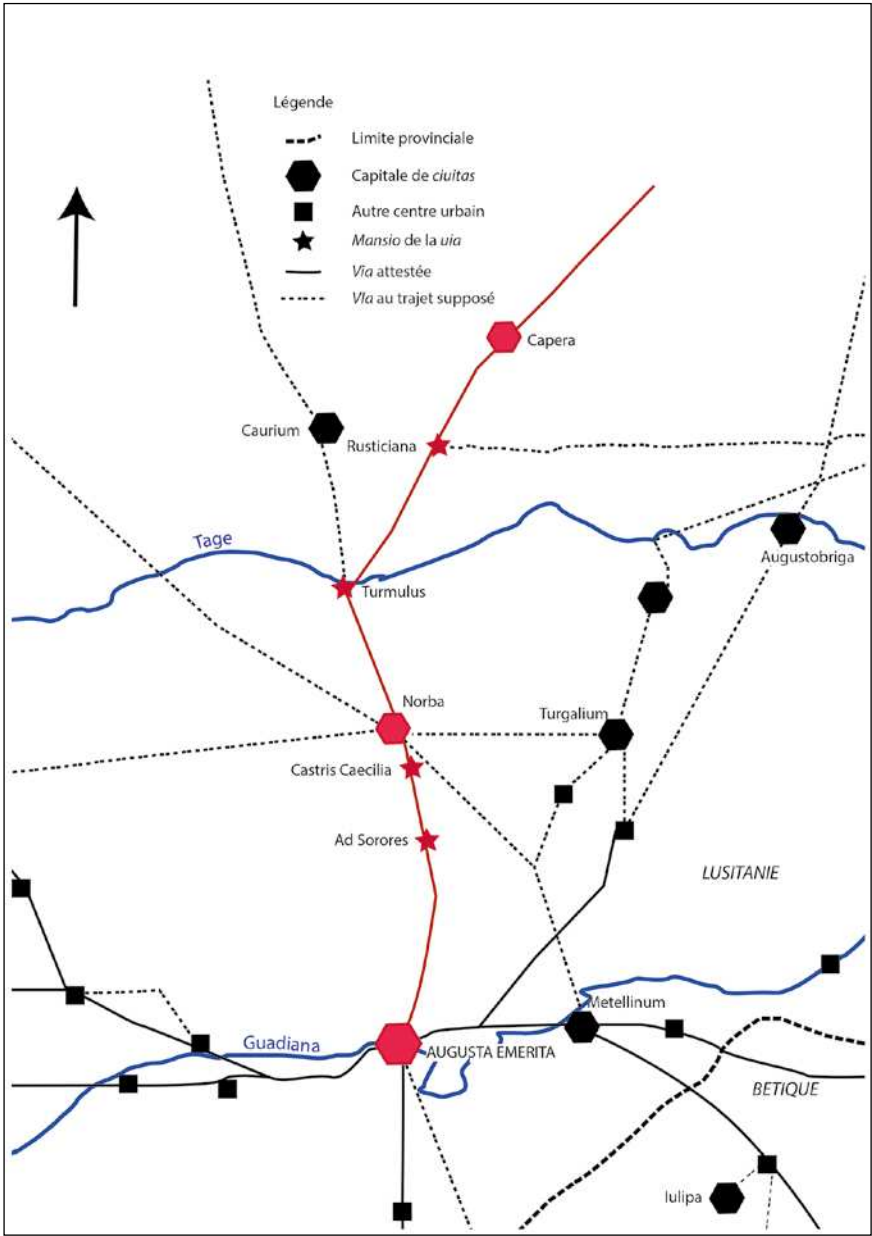 Légende
Limite provinciale
Capitale de ciuitas
Autre centre urbain
Mansio de la uia
Via attestée
VIa au trajet supposé
Capera
Caurium
Rusticiana
Tage
Augustobriga
Turmulus
Norba
Turgalium
Castris Caecilia
Ad Sorores
LUSITANIE
Metellinum
Guadiana
AUGUSTA EMERITA
BETIQUE
Iulipa